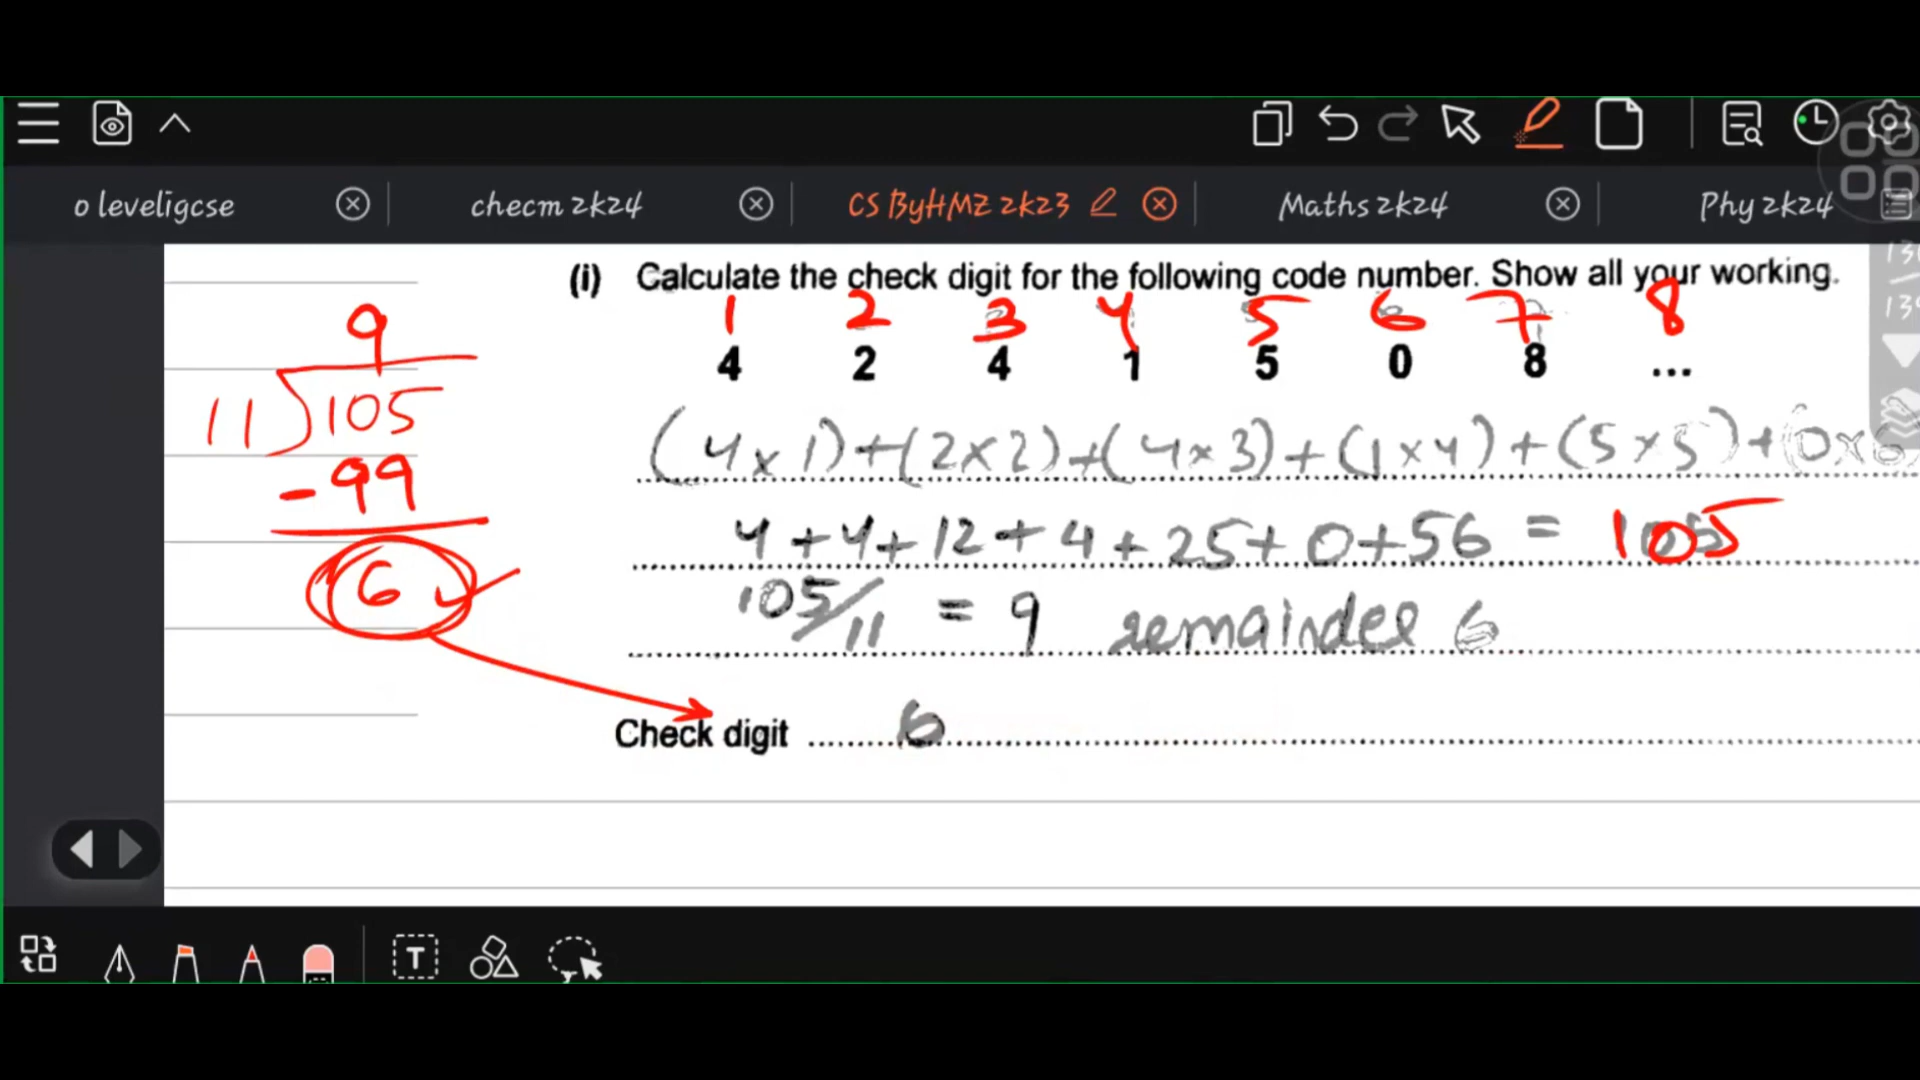 o leveligcse checm 2k24 CS ByHMZ 2k23 Maths 2k24 Phy 2k24
(i) Calculate the check digit for the following code number. Show all your working.
1 2 3 4 5 6 7 8
4 2 4 1 5 0 8 ...
(4x1)+(2x2)+(4x3)+(1x4)+(5x5)+(0x6
4+4+12+4+25+0+56 = 105
105/11 = 9 remainder 6
Check digit 6
9
11 105
-99
6
T